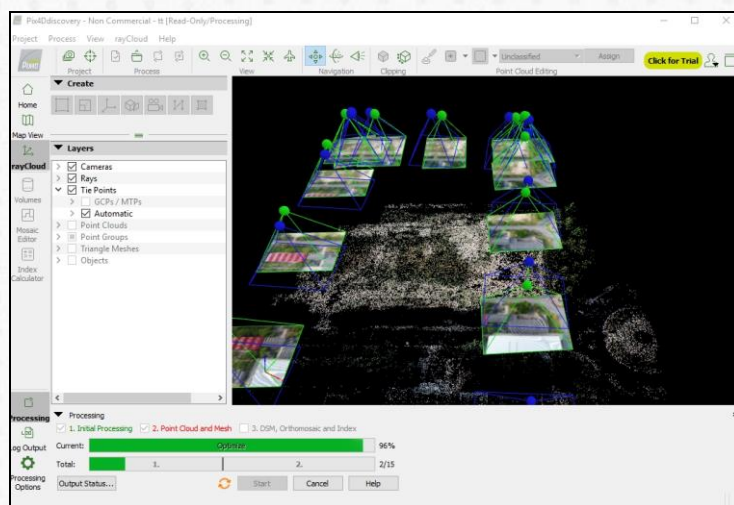 Pix4Ddiscovery - Non Commercial - tt [Read-Only/Processing]
Project Process View rayCloud Help
Project Process View Navigation Clipping Point Cloud Editing
Unclassified Assign Click for Trial
Home
Map View
rayCloud
Volumes
Mosaic
Editor
Index
Calculator
Create
Layers
Cameras
Rays
Tie Points
GCPs / MTPs
Automatic
Point Clouds
Point Groups
Triangle Meshes
Objects
Processing
Log Output
Processing
Options
Processing
1. Initial Processing 2. Point Cloud and Mesh 3. DSM, Orthomosaic and Index
Current: Optimize 96%
Total: 1. 2. 2/15
Output Status... Start Cancel Help